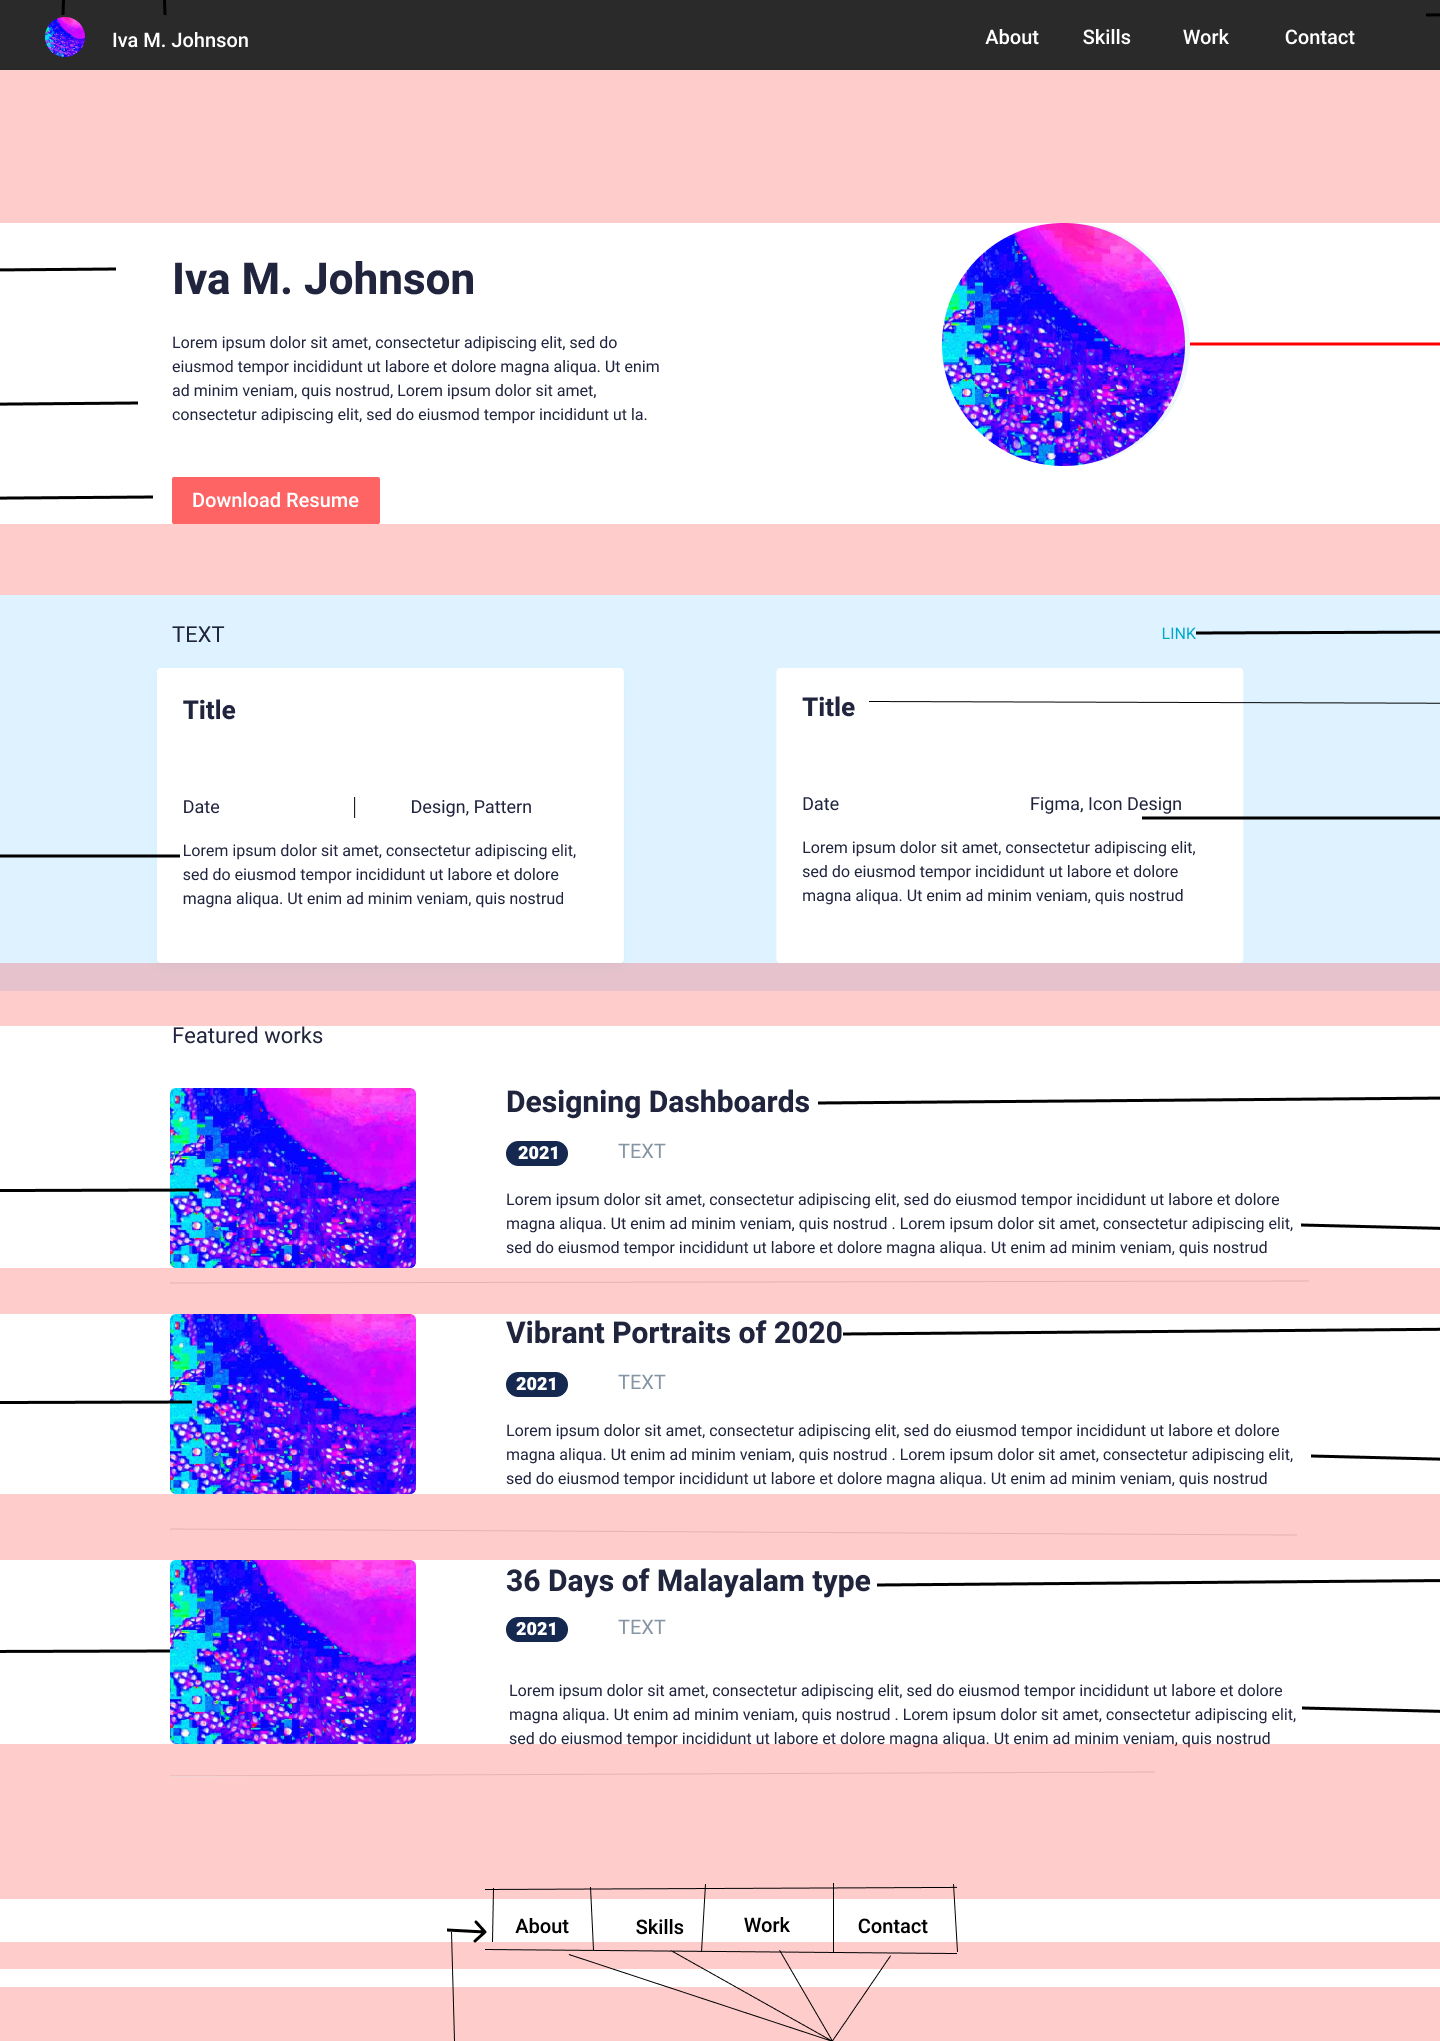 Iva M. Johnson
About
Skills
Work
Contact
Iva M. Johnson
Lorem ipsum dolor sit amet, consectetur adipiscing elit, sed do
eiusmod tempor incididunt ut labore et dolore magna aliqua. Ut enim
ad minim veniam, quis nostrud, Lorem ipsum dolor sit amet,
consectetur adipiscing elit, sed do eiusmod tempor incididunt ut la.
Download Resume
TEXT
LINK
Title
Date
Design, Pattern
Lorem ipsum dolor sit amet, consectetur adipiscing elit,
sed do eiusmod tempor incididunt ut labore et dolore
magna aliqua. Ut enim ad minim veniam, quis nostrud
Title
Date
Figma, Icon Design
Lorem ipsum dolor sit amet, consectetur adipiscing elit,
sed do eiusmod tempor incididunt ut labore et dolore
magna aliqua. Ut enim ad minim veniam, quis nostrud
Featured works
Designing Dashboards
2021
TEXT
Lorem ipsum dolor sit amet, consectetur adipiscing elit, sed do eiusmod tempor incididunt ut labore et dolore
magna aliqua. Ut enim ad minim veniam, quis nostrud . Lorem ipsum dolor sit amet, consectetur adipiscing elit,
sed do eiusmod tempor incididunt ut labore et dolore magna aliqua. Ut enim ad minim veniam, quis nostrud
Vibrant Portraits of 2020
2021
TEXT
Lorem ipsum dolor sit amet, consectetur adipiscing elit, sed do eiusmod tempor incididunt ut labore et dolore
magna aliqua. Ut enim ad minim veniam, quis nostrud . Lorem ipsum dolor sit amet, consectetur adipiscing elit,
sed do eiusmod tempor incididunt ut labore et dolore magna aliqua. Ut enim ad minim veniam, quis nostrud
36 Days of Malayalam type
2021
TEXT
Lorem ipsum dolor sit amet, consectetur adipiscing elit, sed do eiusmod tempor incididunt ut labore et dolore
magna aliqua. Ut enim ad minim veniam, quis nostrud . Lorem ipsum dolor sit amet, consectetur adipiscing elit,
sed do eiusmod tempor incididunt ut labore et dolore magna aliqua. Ut enim ad minim veniam, quis nostrud
About
Skills
Work
Contact